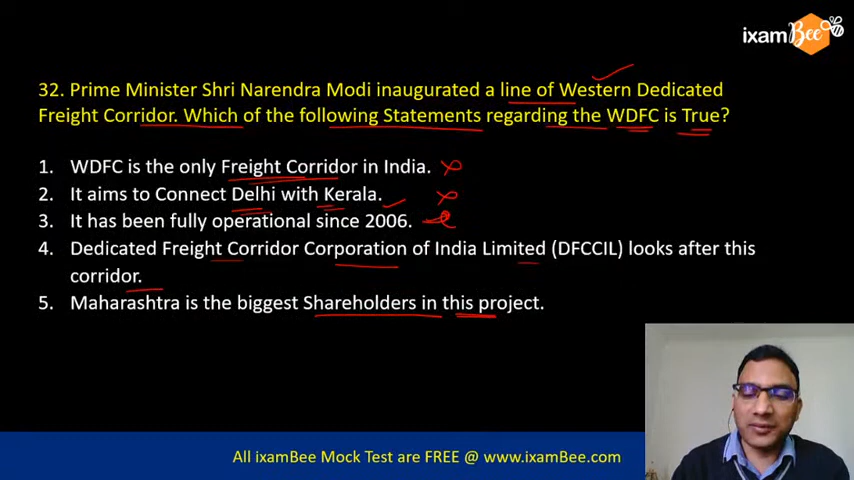 ixamBee
32. Prime Minister Shri Narendra Modi inaugurated a line of Western Dedicated
Freight Corridor. Which of the following Statements regarding the WDFC is True?
1. WDFC is the only Freight Corridor in India.
2. It aims to Connect Delhi with Kerala.
3. It has been fully operational since 2006.
4. Dedicated Freight Corridor Corporation of India Limited (DFCCIL) looks after this
corridor.
5. Maharashtra is the biggest Shareholders in this project.
All ixamBee Mock Test are FREE @ www.ixamBee.com